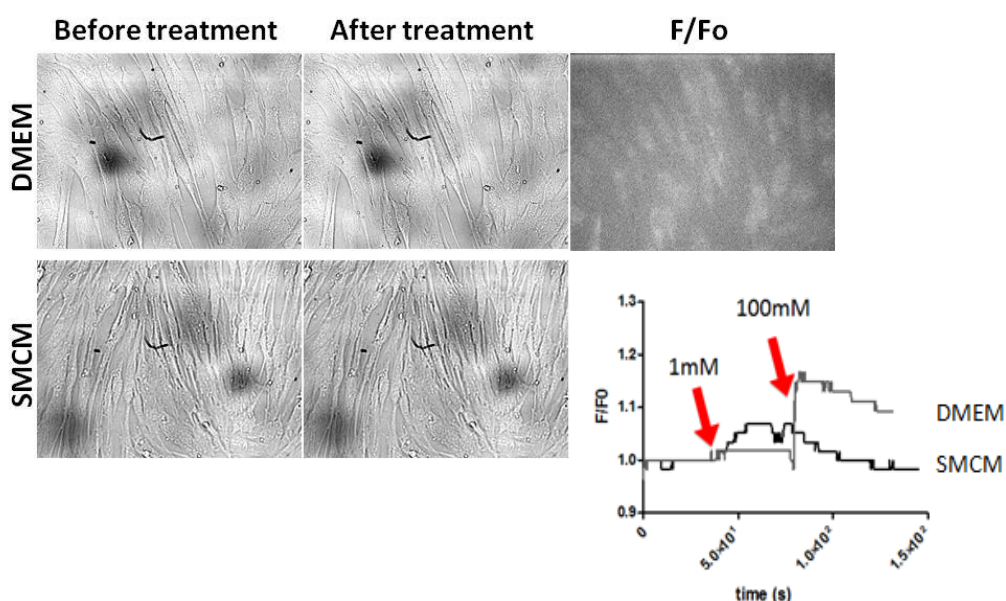 Before treatment
After treatment
F/Fo
DMEM
SMCM
1.3
1.2
1.1
1.0
0.9
F/F0
1mM
100mM
DMEM
SMCM
0
5.0×10¹
1.0×10²
1.5×10²
time (s)